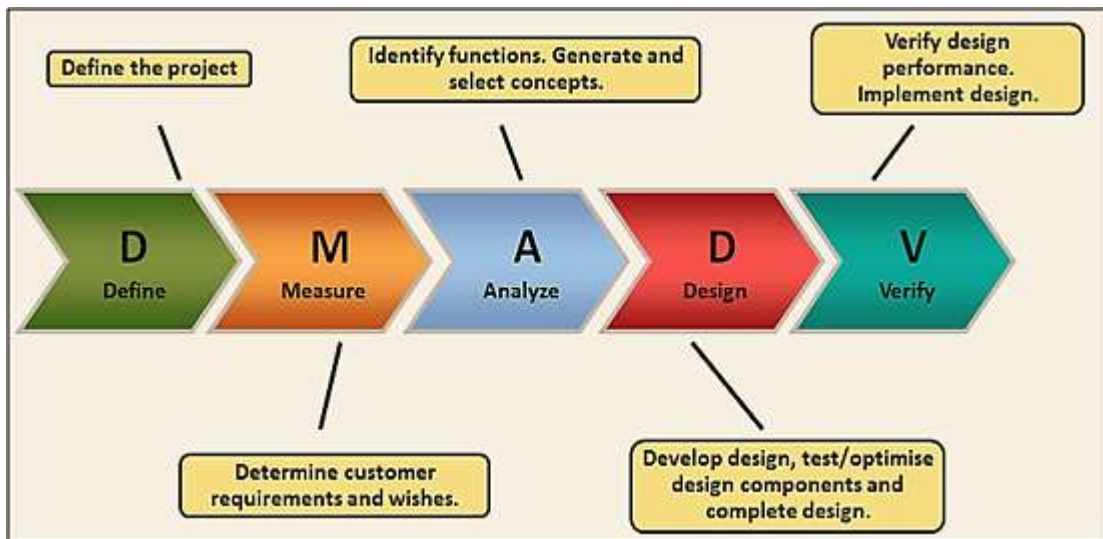 Define the project
Identify functions. Generate and
select concepts.
Verify design
performance.
Implement design.
D
Define
M
Measure
A
Analyze
D
Design
V
Verify
Determine customer
requirements and wishes.
Develop design, test/optimise
design components and
complete design.